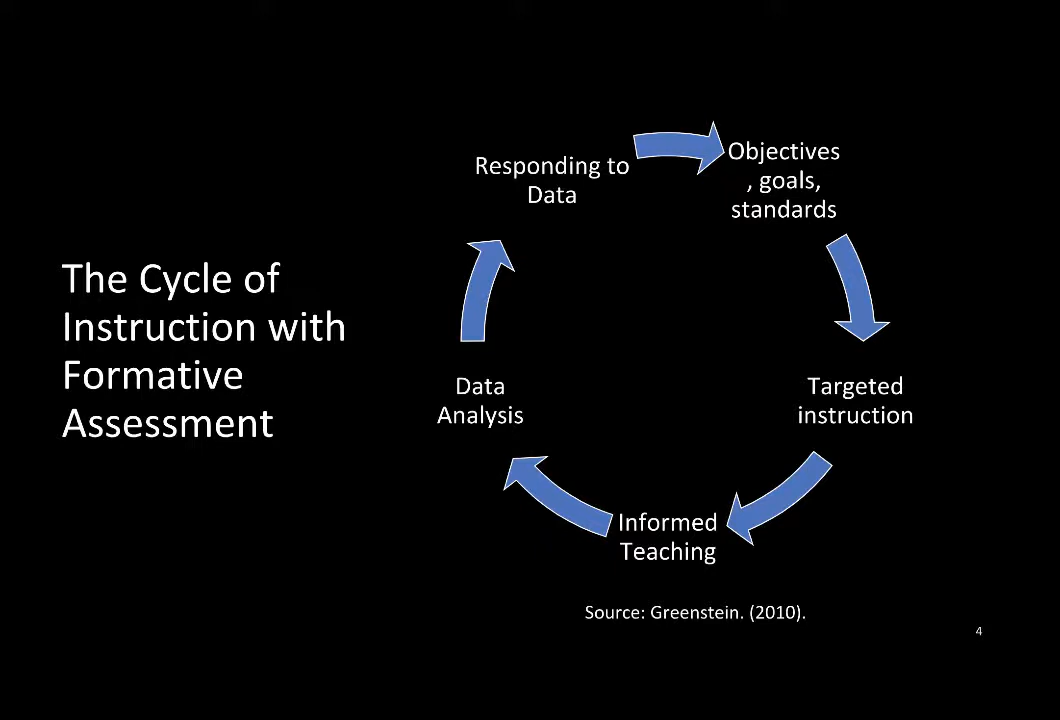 The Cycle of
Instruction with
Formative
Assessment
Responding to
Data
Objectives
, goals,
standards
Targeted
instruction
Informed
Teaching
Data
Analysis
Source: Greenstein. (2010).
4